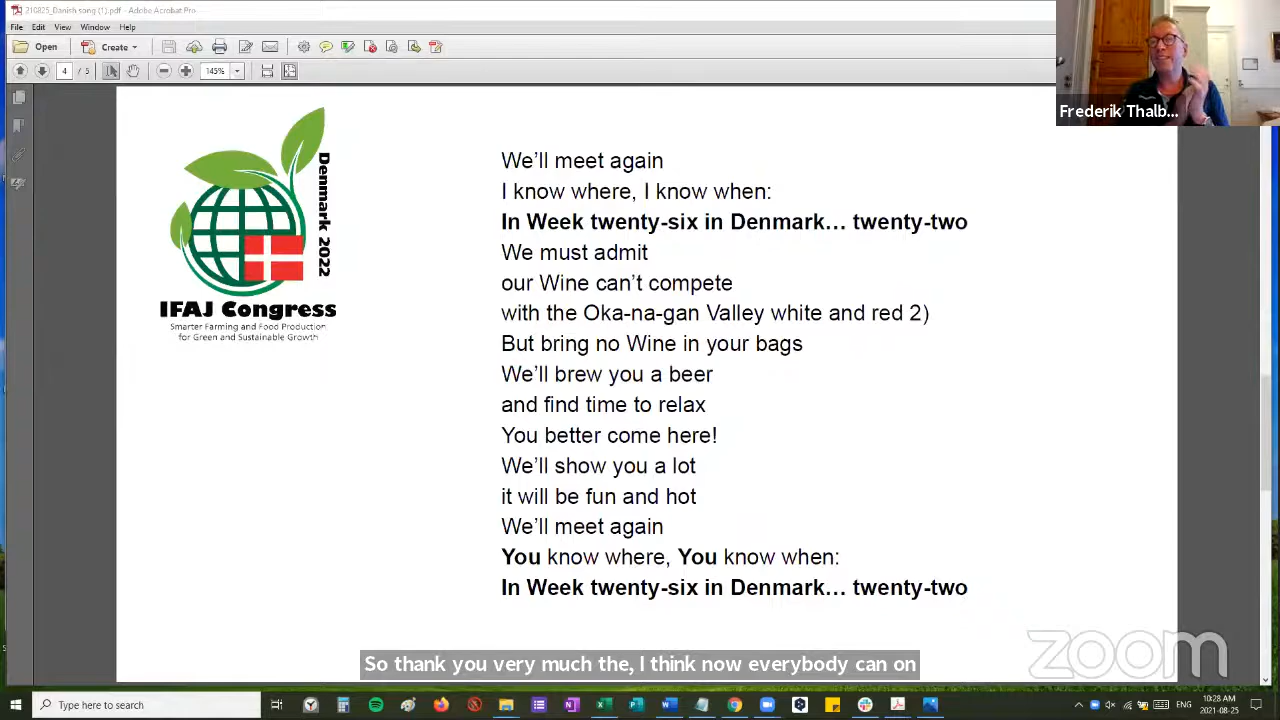 210825_Danish song (1).pdf - Adobe Acrobat Pro
File Edit View Window Help
Open Create
4 / 5 145%
Frederik Thalb...
Denmark 2022
IFAJ Congress
Smarter Farming and Food Production
for Green and Sustainable Growth
We'll meet again
I know where, I know when:
In Week twenty-six in Denmark... twenty-two
We must admit
our Wine can't compete
with the Oka-na-gan Valley white and red 2)
But bring no Wine in your bags
We'll brew you a beer
and find time to relax
You better come here!
We'll show you a lot
it will be fun and hot
We'll meet again
You know where, You know when:
In Week twenty-six in Denmark... twenty-two
So thank you very much the, I think now everybody can on
zoom
Type here to search
ENG
10:28 AM
2021-08-25